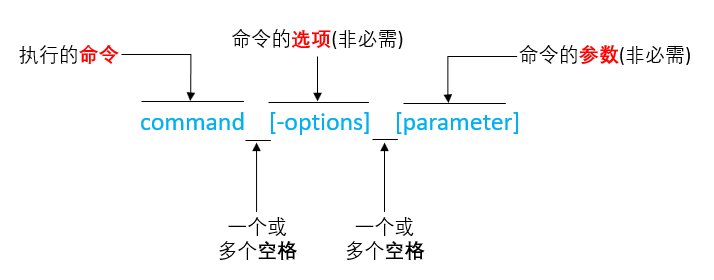 命令的选项(非必需)
执行的命令
命令的参数(非必需)
command [-options] [parameter]
一个或
多个空格
一个或
多个空格